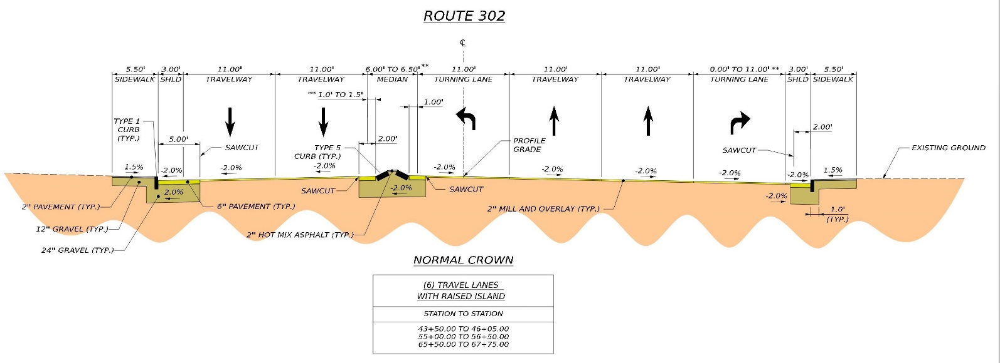 ROUTE 302
℄
5.50' 3.00' 11.00' 11.00' 6.00' TO 6.50' ** 11.00' 11.00' 11.00' 0.00' TO 11.00' ** 3.00' 5.50'
SIDEWALK SHLD TRAVELWAY TRAVELWAY MEDIAN TURNING LANE TRAVELWAY TRAVELWAY TURNING LANE SHLD SIDEWALK
** 1.0' TO 1.5'
1.00'
TYPE 1
CURB
(TYP.)
5.00'
SAWCUT
TYPE 5
CURB (TYP.)
2.00'
PROFILE
GRADE
2.00'
SAWCUT
EXISTING GROUND
1.5% -2.0% -2.0% -2.0% -2.0% -2.0% -2.0% -2.0% -2.0% 1.5%
SAWCUT -2.0% SAWCUT
-2.0% -2.0%
2" PAVEMENT (TYP.) 6" PAVEMENT (TYP.) 2" MILL AND OVERLAY (TYP.) 1.0'
(TYP.)
12" GRAVEL (TYP.)
2" HOT MIX ASPHALT (TYP.)
24" GRAVEL (TYP.)
NORMAL CROWN
(6) TRAVEL LANES
WITH RAISED ISLAND
STATION TO STATION
43+50.00 TO 46+05.00
55+00.00 TO 56+50.00
65+50.00 TO 67+75.00